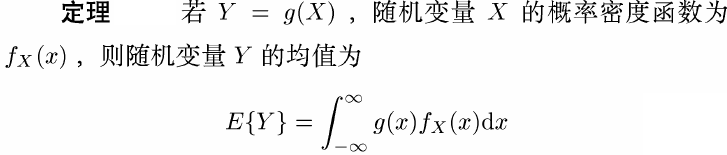 定理 若 Y = g(X) ，随机变量 X 的概率密度函数为
f_X(x) ，则随机变量 Y 的均值为
E{Y} = ∫_{-∞}^{∞} g(x)f_X(x)dx